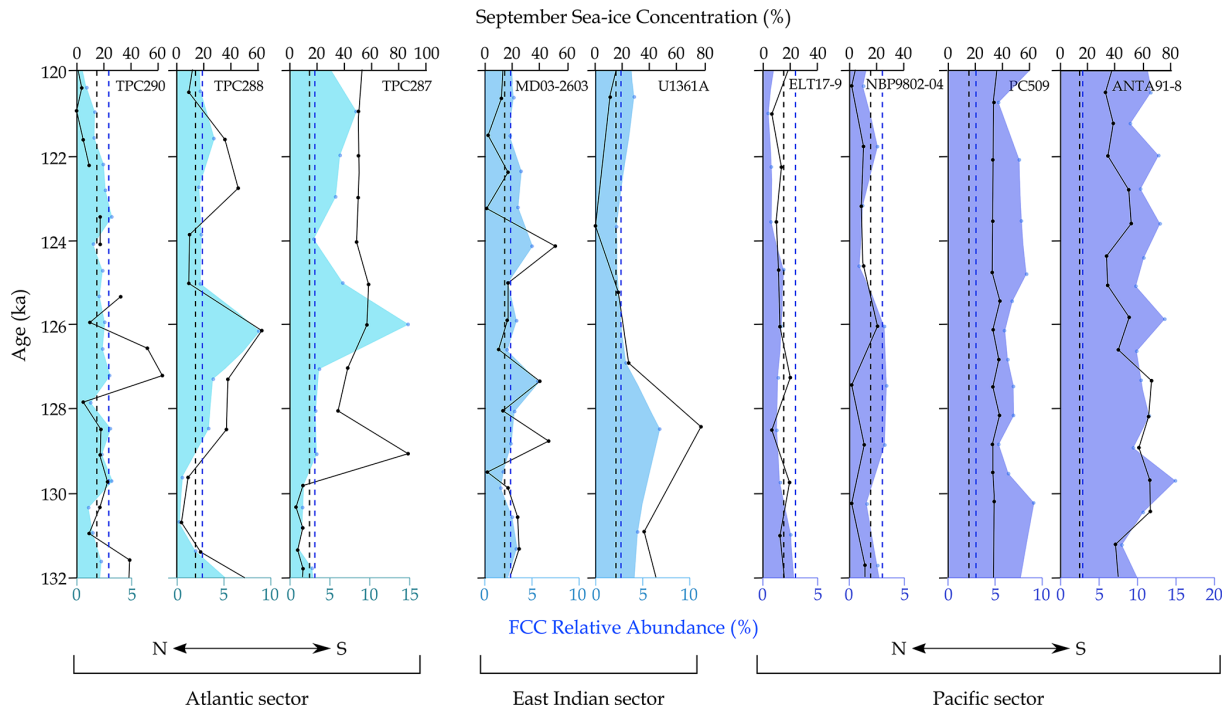 September Sea-ice Concentration (%)
0 20 40 60 0 20 40 60 0 20 40 60 80 100 0 20 40 60 80 0 20 40 60 80 0 20 40 0 20 40 0 20 40 60 0 20 40 60 80
TPC290 TPC288 TPC287 MD03-2603 U1361A ELT17-9 NBP9802-04 PC509 ANTA91-8
120
122
124
126
128
130
132
Age (ka)
0 5 0 5 10 0 5 10 15 0 5 10 0 5 10 0 5 0 5 0 5 10 0 5 10 15 20
FCC Relative Abundance (%)
N S N S
Atlantic sector East Indian sector Pacific sector